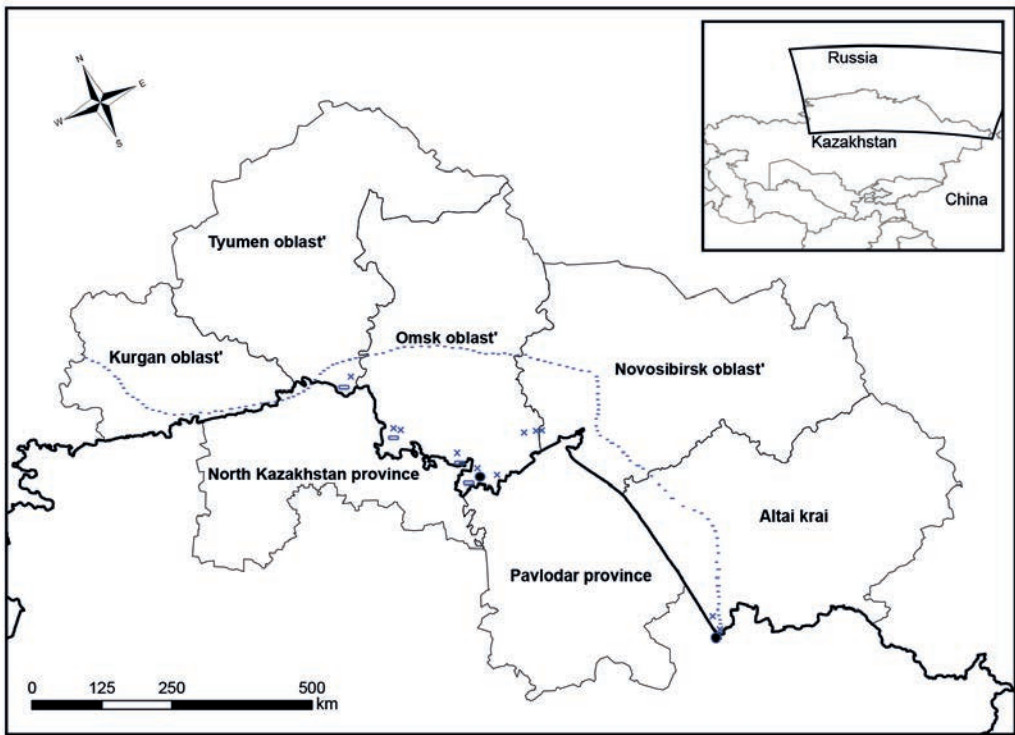 N
E
W
S
Russia
Kazakhstan
China
Tyumen oblast'
Kurgan oblast'
Omsk oblast'
Novosibirsk oblast'
North Kazakhstan province
Altai krai
Pavlodar province
0 125 250 500
km